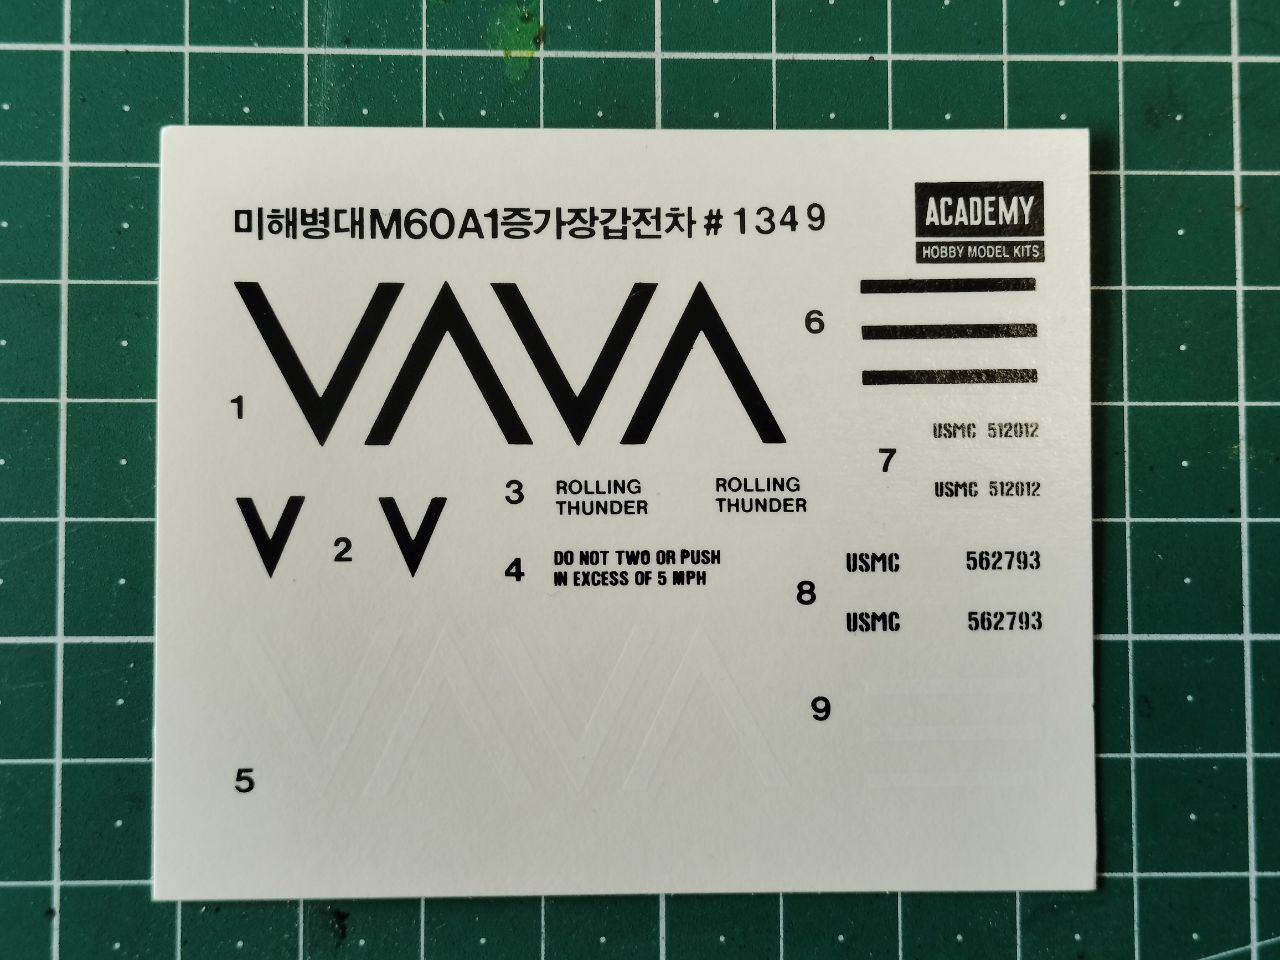 미해병대M60A1증가장갑전차 # 1349
ACADEMY
HOBBY MODEL KITS
1
6
USMC 512012
7
USMC 512012
2
3
ROLLING
THUNDER
ROLLING
THUNDER
4
DO NOT TWO OR PUSH
IN EXCESS OF 5 MPH
8
USMC 562793
USMC 562793
5
9